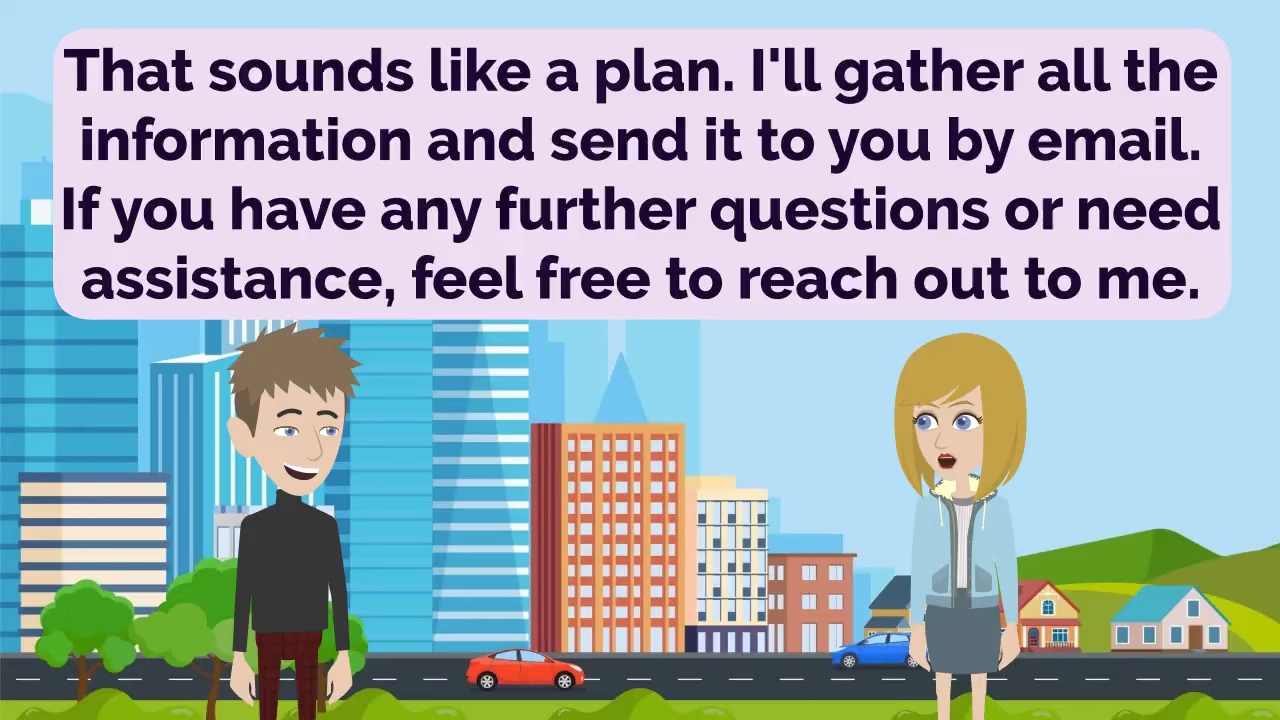 That sounds like a plan. I'll gather all the
information and send it to you by email.
If you have any further questions or need
assistance, feel free to reach out to me.